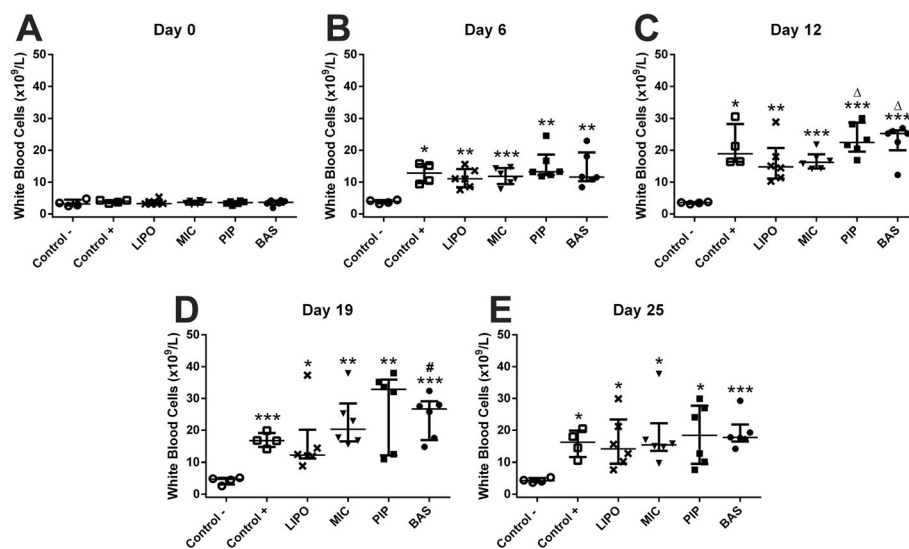 A
Day 0
White Blood Cells (x10⁹/L)
50
40
30
20
10
0
Control -
Control +
LIPO
MIC
PIP
BAS
B
Day 6
White Blood Cells (x10⁹/L)
50
40
30
20
10
0
*
**
***
**
**
Control -
Control +
LIPO
MIC
PIP
BAS
C
Day 12
White Blood Cells (x10⁹/L)
50
40
30
20
10
0
*
**
***
Δ
***
Δ
***
Control -
Control +
LIPO
MIC
PIP
BAS
D
Day 19
White Blood Cells (x10⁹/L)
50
40
30
20
10
0
***
*
**
**
#
***
Control -
Control +
LIPO
MIC
PIP
BAS
E
Day 25
White Blood Cells (x10⁹/L)
50
40
30
20
10
0
*
*
*
*
***
Control -
Control +
LIPO
MIC
PIP
BAS